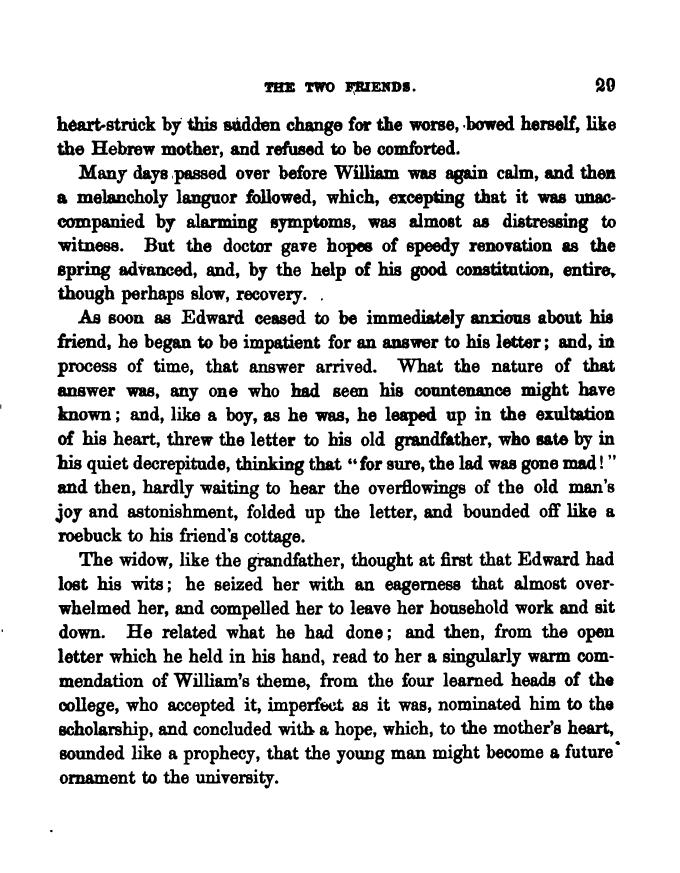 THE TWO FRIENDS. 29
heart-struck by this sudden change for the worse, bowed herself, like
the Hebrew mother, and refused to be comforted.
Many days passed over before William was again calm, and then
a melancholy languor followed, which, excepting that it was unac-
companied by alarming symptoms, was almost as distressing to
witness. But the doctor gave hopes of speedy renovation as the
spring advanced, and, by the help of his good constitution, entire,
though perhaps slow, recovery.
As soon as Edward ceased to be immediately anxious about his
friend, he began to be impatient for an answer to his letter; and, in
process of time, that answer arrived. What the nature of that
answer was, any one who had seen his countenance might have
known; and, like a boy, as he was, he leaped up in the exultation
of his heart, threw the letter to his old grandfather, who sate by in
his quiet decrepitude, thinking that "for sure, the lad was gone mad!"
and then, hardly waiting to hear the overflowings of the old man's
joy and astonishment, folded up the letter, and bounded off like a
roebuck to his friend's cottage.
The widow, like the grandfather, thought at first that Edward had
lost his wits; he seized her with an eagerness that almost over-
whelmed her, and compelled her to leave her household work and sit
down. He related what he had done; and then, from the open
letter which he held in his hand, read to her a singularly warm com-
mendation of William's theme, from the four learned heads of the
college, who accepted it, imperfect as it was, nominated him to the
scholarship, and concluded with a hope, which, to the mother's heart,
sounded like a prophecy, that the young man might become a future
ornament to the university.